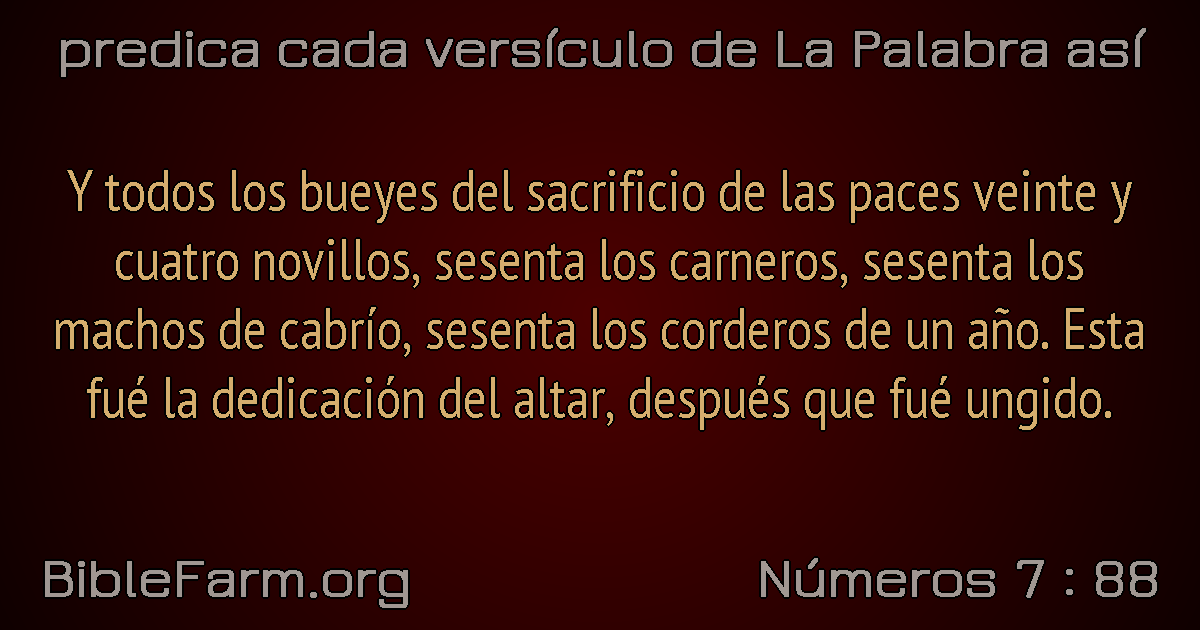 predica cada versículo de La Palabra así
Y todos los bueyes del sacrificio de las paces veinte y
cuatro novillos, sesenta los carneros, sesenta los
machos de cabrío, sesenta los corderos de un año. Esta
fué la dedicación del altar, después que fué ungido.
BibleFarm.org
Números 7 : 88